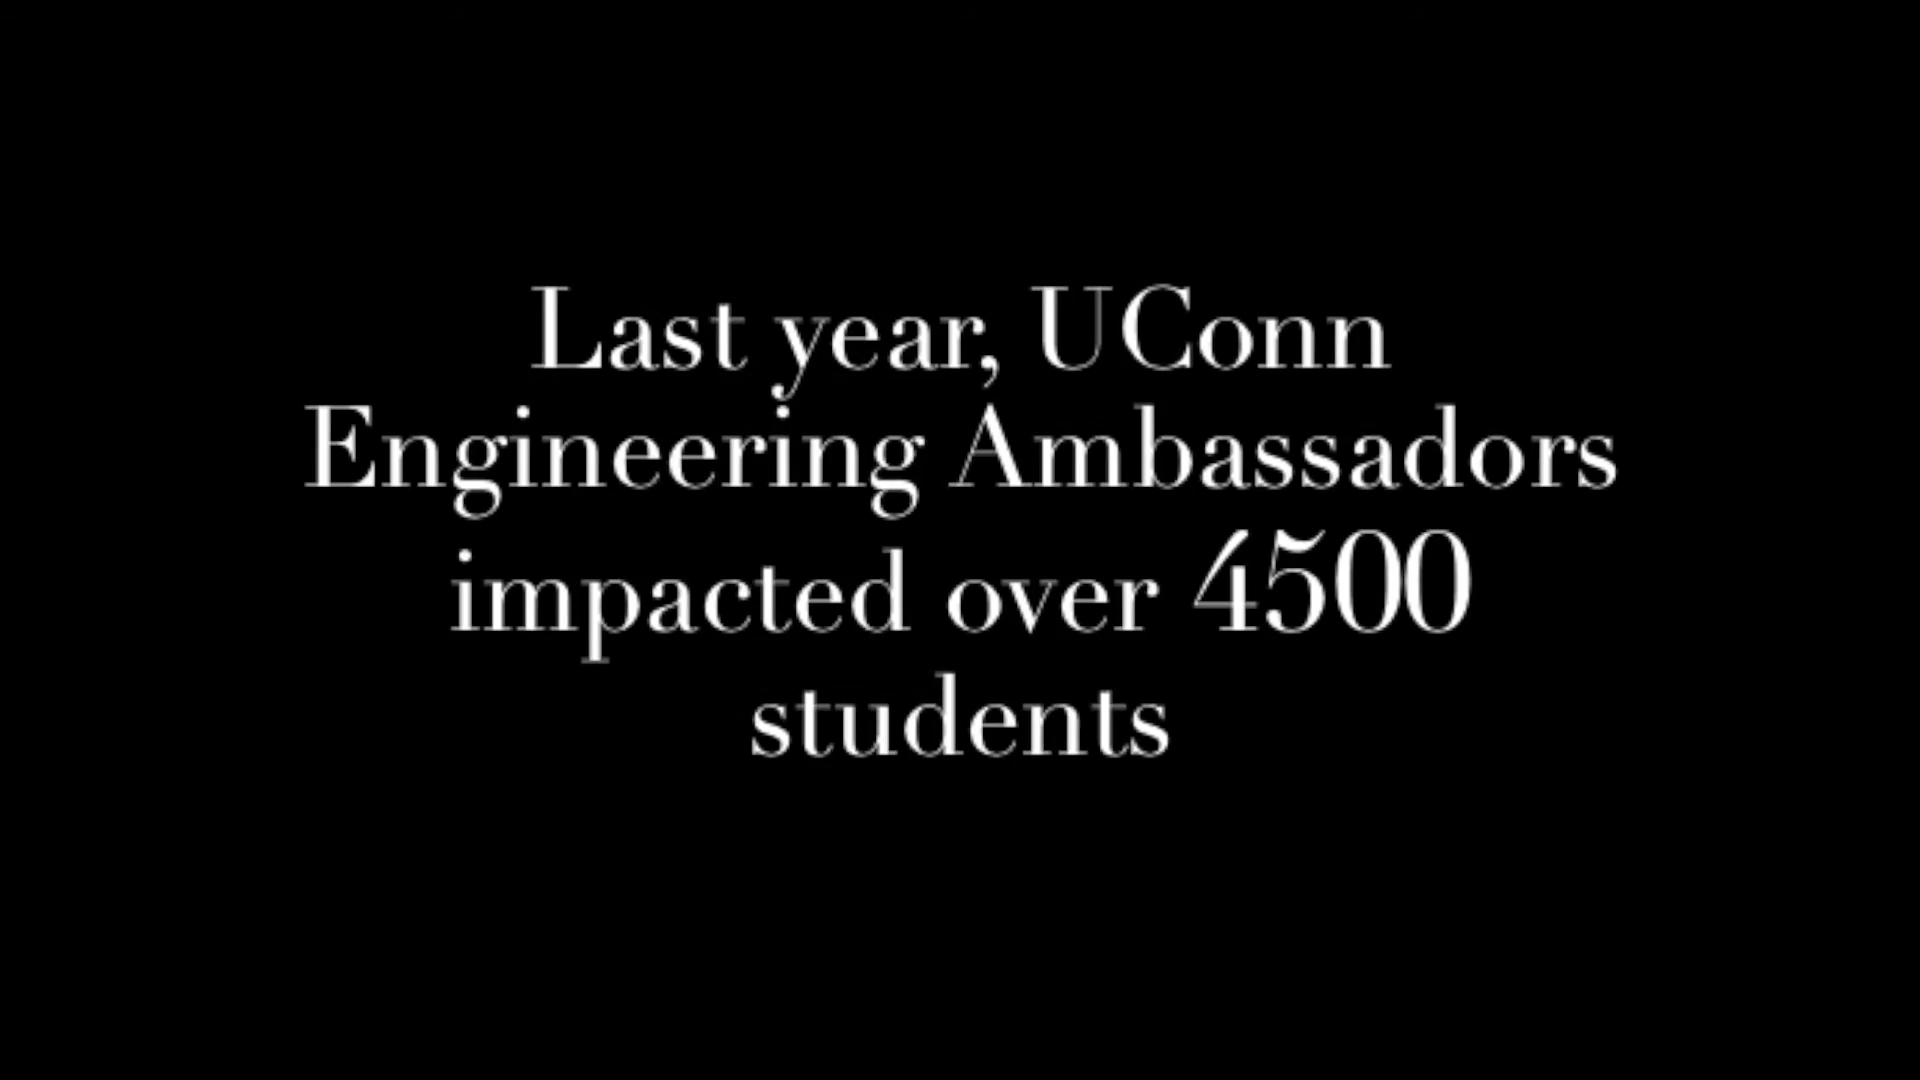 Last year, UConn
Engineering Ambassadors
impacted over 4500
students